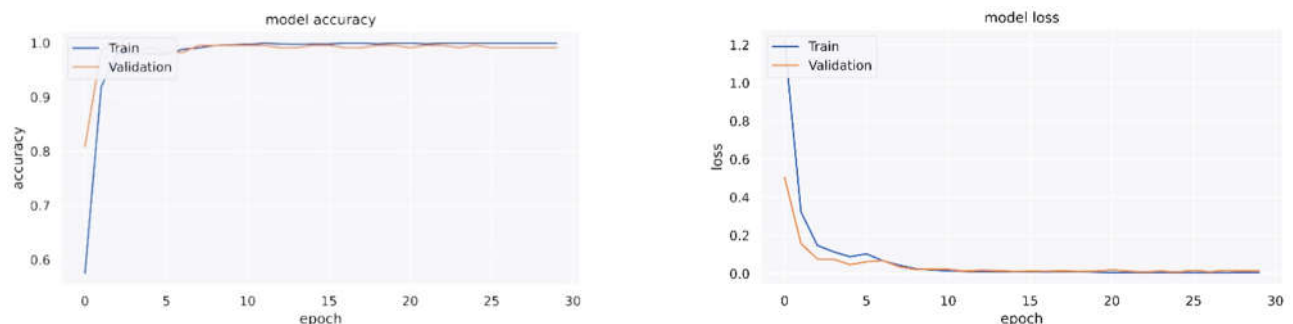 model accuracy
1.0
0.9
0.8
0.7
0.6
accuracy
Train
Validation
0 5 10 15 20 25 30
epoch
model loss
1.2
1.0
0.8
0.6
0.4
0.2
0.0
loss
Train
Validation
0 5 10 15 20 25 30
epoch